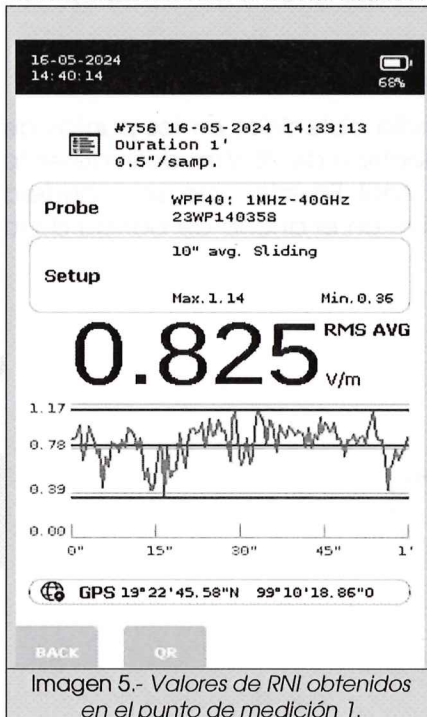 16-05-2024
14:40:14
68%
#756 16-05-2024 14:39:13
Duration 1'
0.5"/samp.
Probe
WPF40: 1MHz-40GHz
23WP140358
Setup
10" avg. Sliding
Max.1.14 Min.0.36
0.825 RMS AVG
V/m
1.17
0.78
0.39
0.00
0" 15" 30" 45" 1'
GPS 19°22'45.58"N 99°10'18.86"O
BACK QR
Imagen 5.- Valores de RNI obtenidos
en el punto de medición 1.